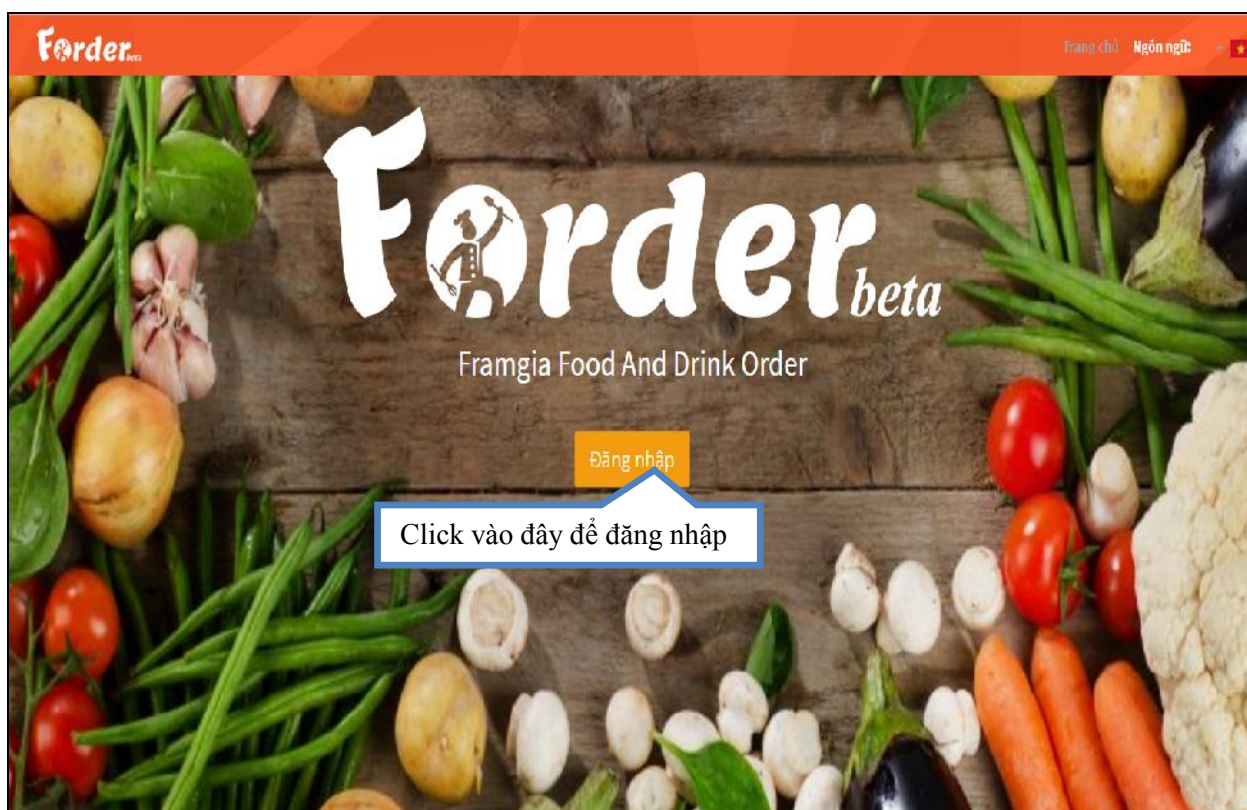 Forder beta
Trang chủ Ngôn ngữ:
Forder beta
Framgia Food And Drink Order
Đăng nhập
Click vào đây để đăng nhập